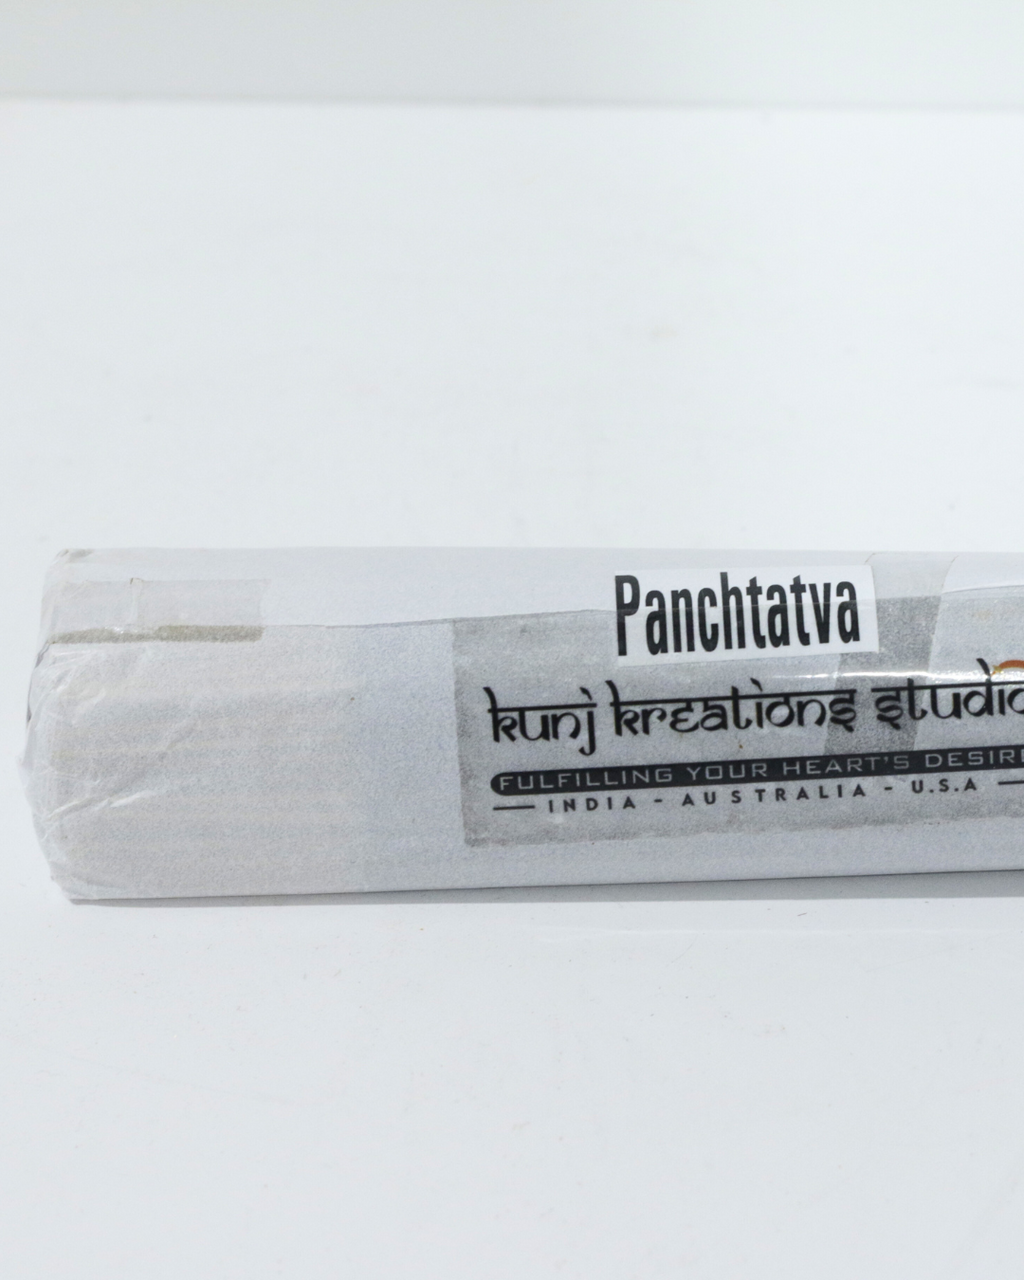 Panchtatva
kunj kreations studio
FULFILLING YOUR HEART'S DESIRE
— INDIA - AUSTRALIA - U.S.A —